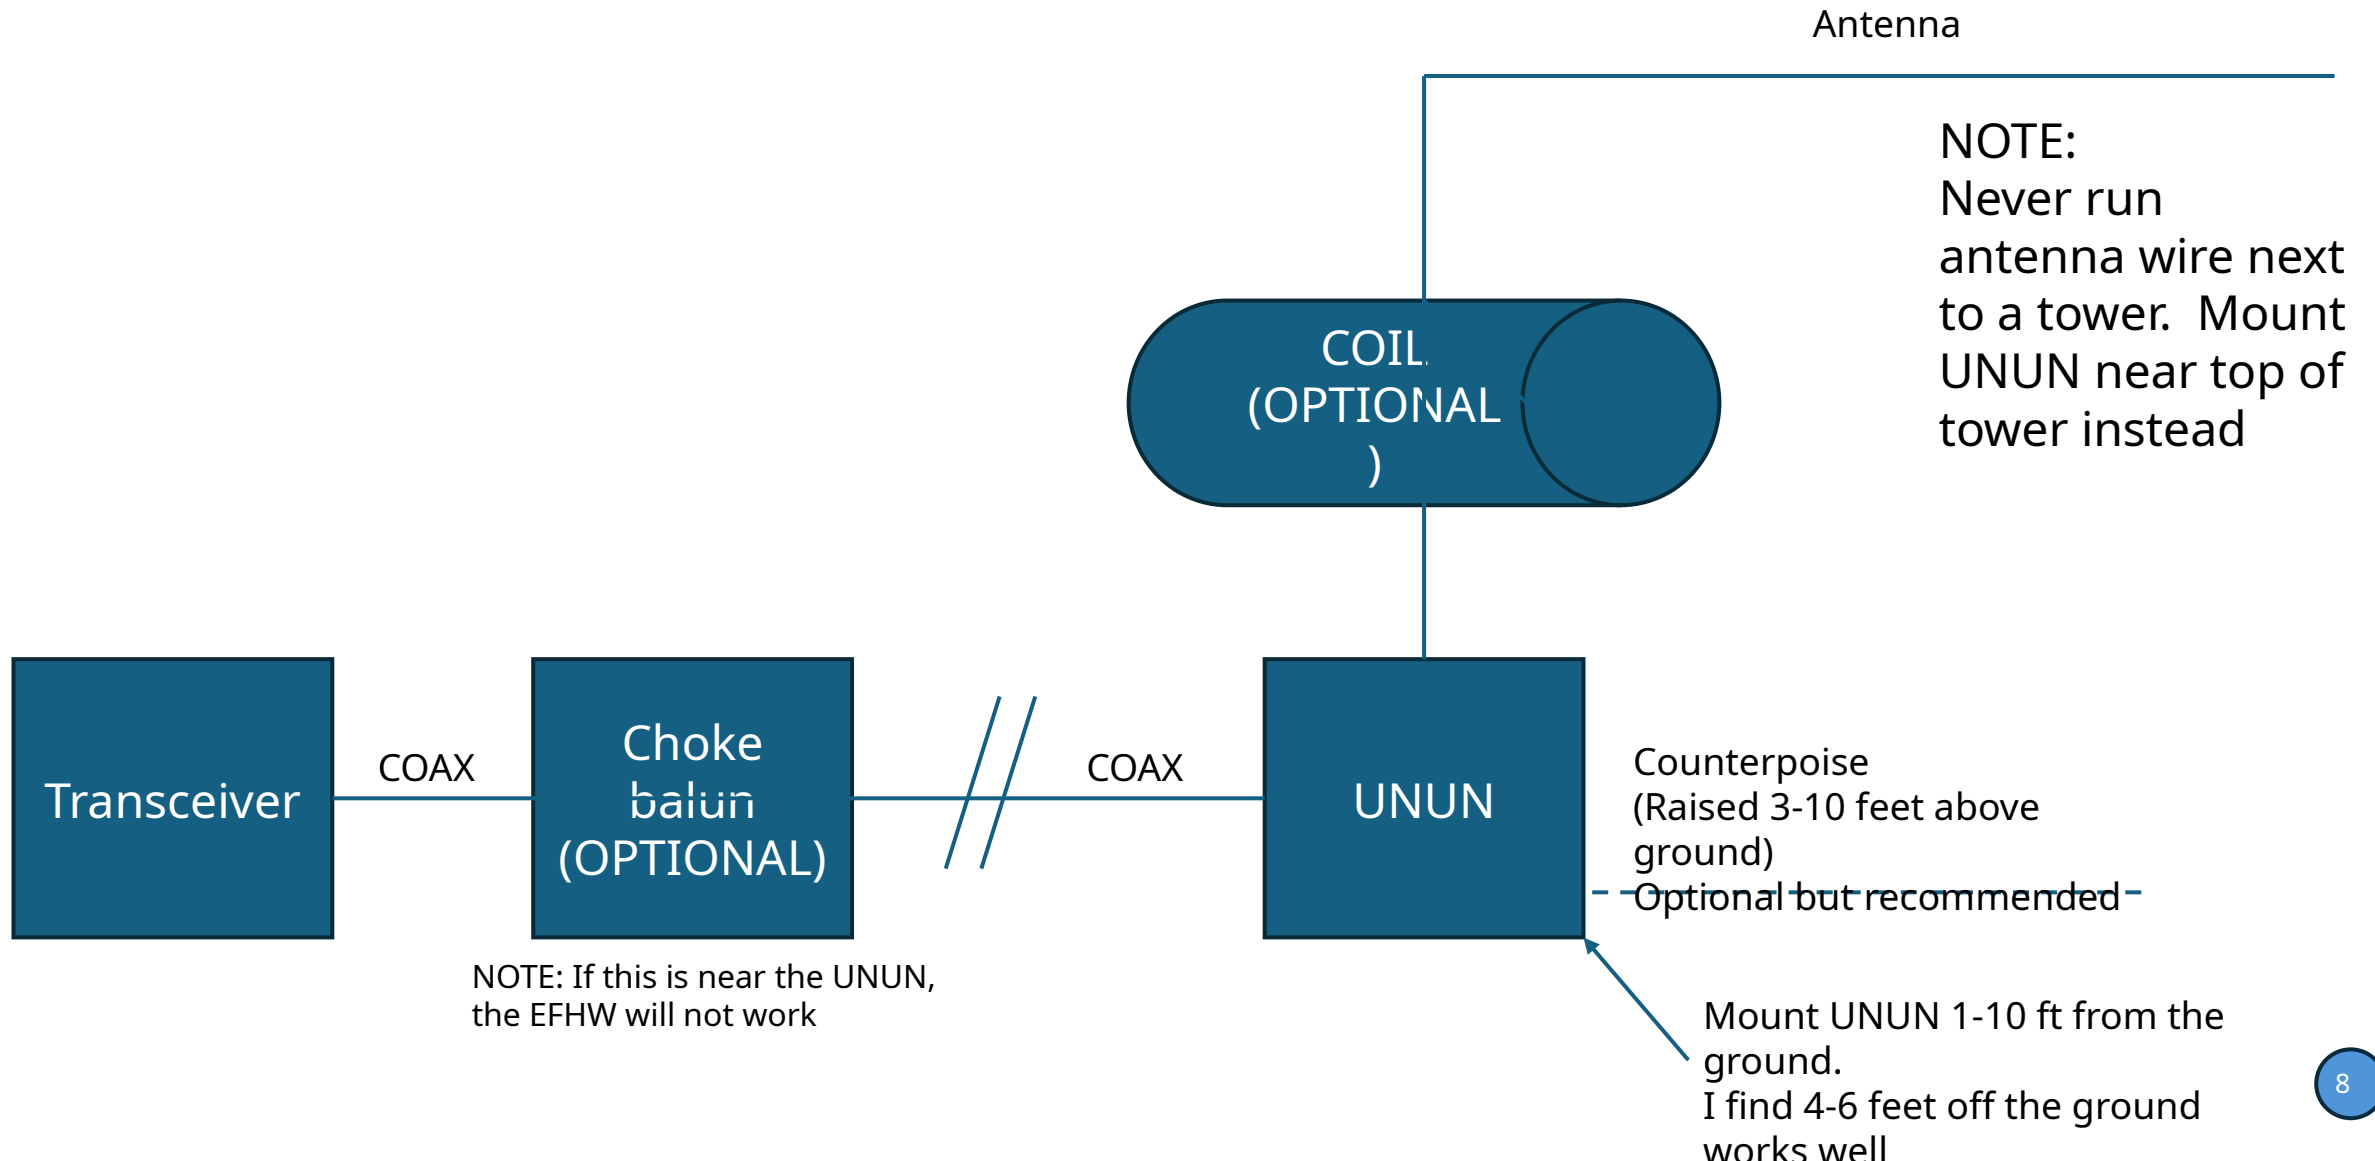 Antenna
NOTE:
Never run
antenna wire next
to a tower.  Mount
UNUN near top of
tower instead
COIL
(OPTIONAL
)
Transceiver
COAX
Choke
balun
(OPTIONAL)
COAX
UNUN
Counterpoise
(Raised 3-10 feet above
ground)
Optional but recommended
NOTE: If this is near the UNUN,
the EFHW will not work
Mount UNUN 1-10 ft from the
ground.
I find 4-6 feet off the ground
works well
8